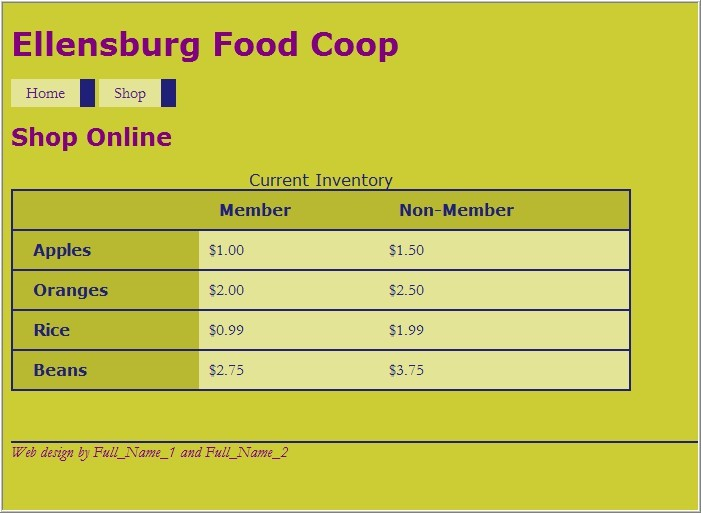 Ellensburg Food Coop
Home Shop
Shop Online
Current Inventory
Member Non-Member
Apples $1.00 $1.50
Oranges $2.00 $2.50
Rice $0.99 $1.99
Beans $2.75 $3.75
Web design by Full_Name_1 and Full_Name_2